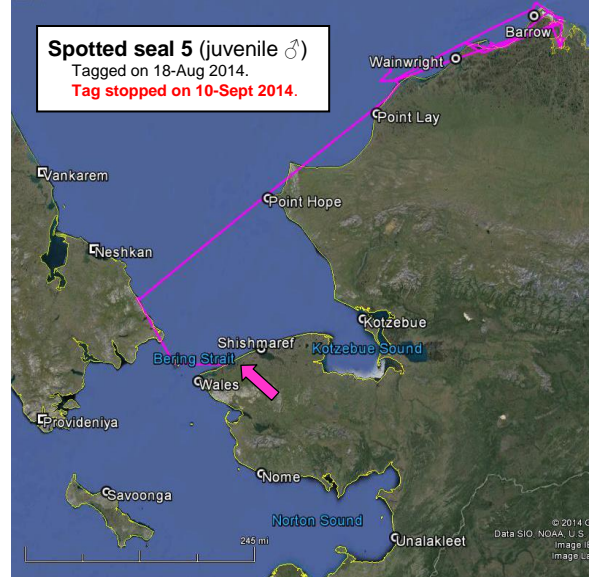 Spotted seal 5 (juvenile ♂)
Tagged on 18-Aug 2014.
Tag stopped on 10-Sept 2014.
Barrow
Wainwright
Point Lay
Vankarem
Point Hope
Neshkan
Kotzebue
Shishmaref
Kotzebue Sound
Bering Strait
Wales
Provideniya
Nome
Savoonga
Norton Sound
Unalakleet
245 mi
© 2014 G
Data SIO, NOAA, U.S
Image I
Image La